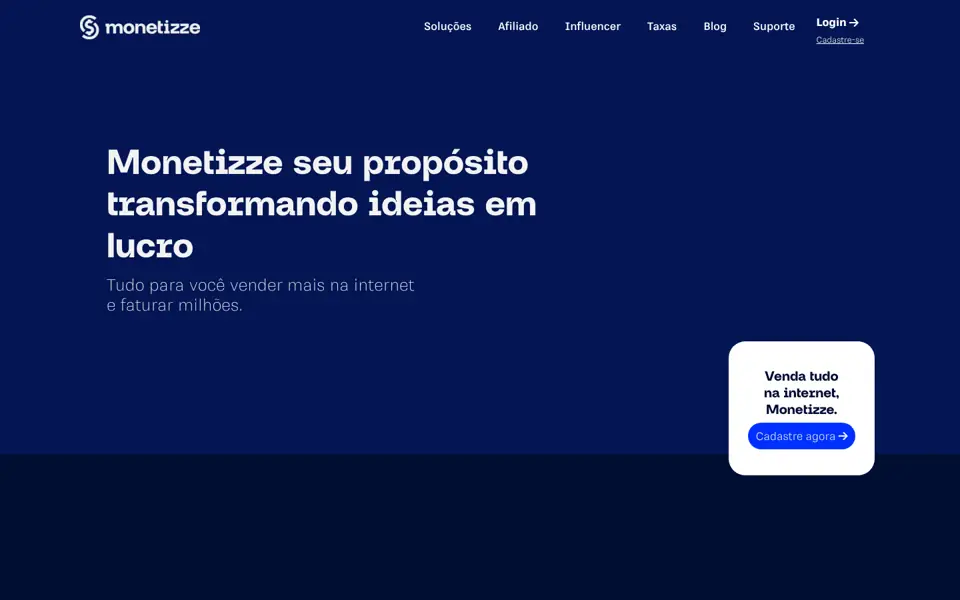 monetizze
Soluções
Afiliado
Influencer
Taxas
Blog
Suporte
Login →
Cadastre-se
Monetizze seu propósito
transformando ideias em
lucro
Tudo para você vender mais na internet
e faturar milhões.
Venda tudo
na internet,
Monetizze.
Cadastre agora →